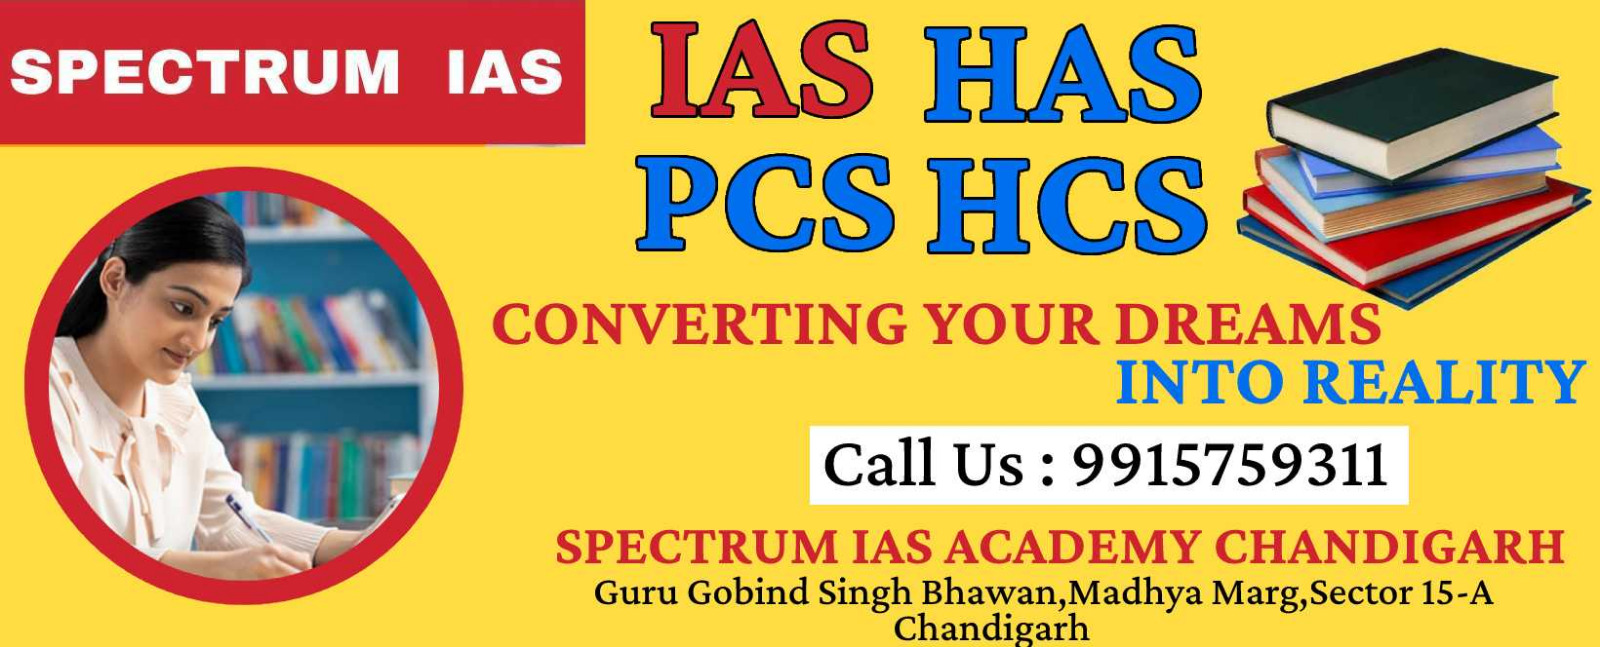 SPECTRUM IAS
IAS HAS
PCS HCS
CONVERTING YOUR DREAMS
INTO REALITY
Call Us : 9915759311
SPECTRUM IAS ACADEMY CHANDIGARH
Guru Gobind Singh Bhawan,Madhya Marg,Sector 15-A
Chandigarh